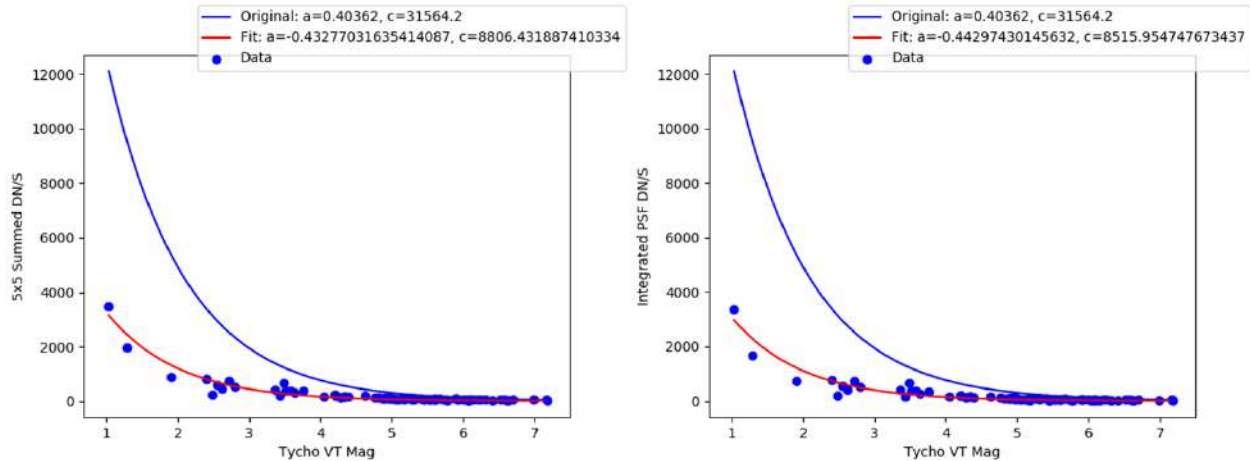 Original: a=0.40362, c=31564.2
Fit: a=-0.43277031635414087, c=8806.431887410334
Data
12000
10000
8000
6000
4000
2000
0
5x5 Summed DN/S
1 2 3 4 5 6 7
Tycho VT Mag
Original: a=0.40362, c=31564.2
Fit: a=-0.44297430145632, c=8515.954747673437
Data
12000
10000
8000
6000
4000
2000
0
Integrated PSF DN/S
1 2 3 4 5 6 7
Tycho VT Mag